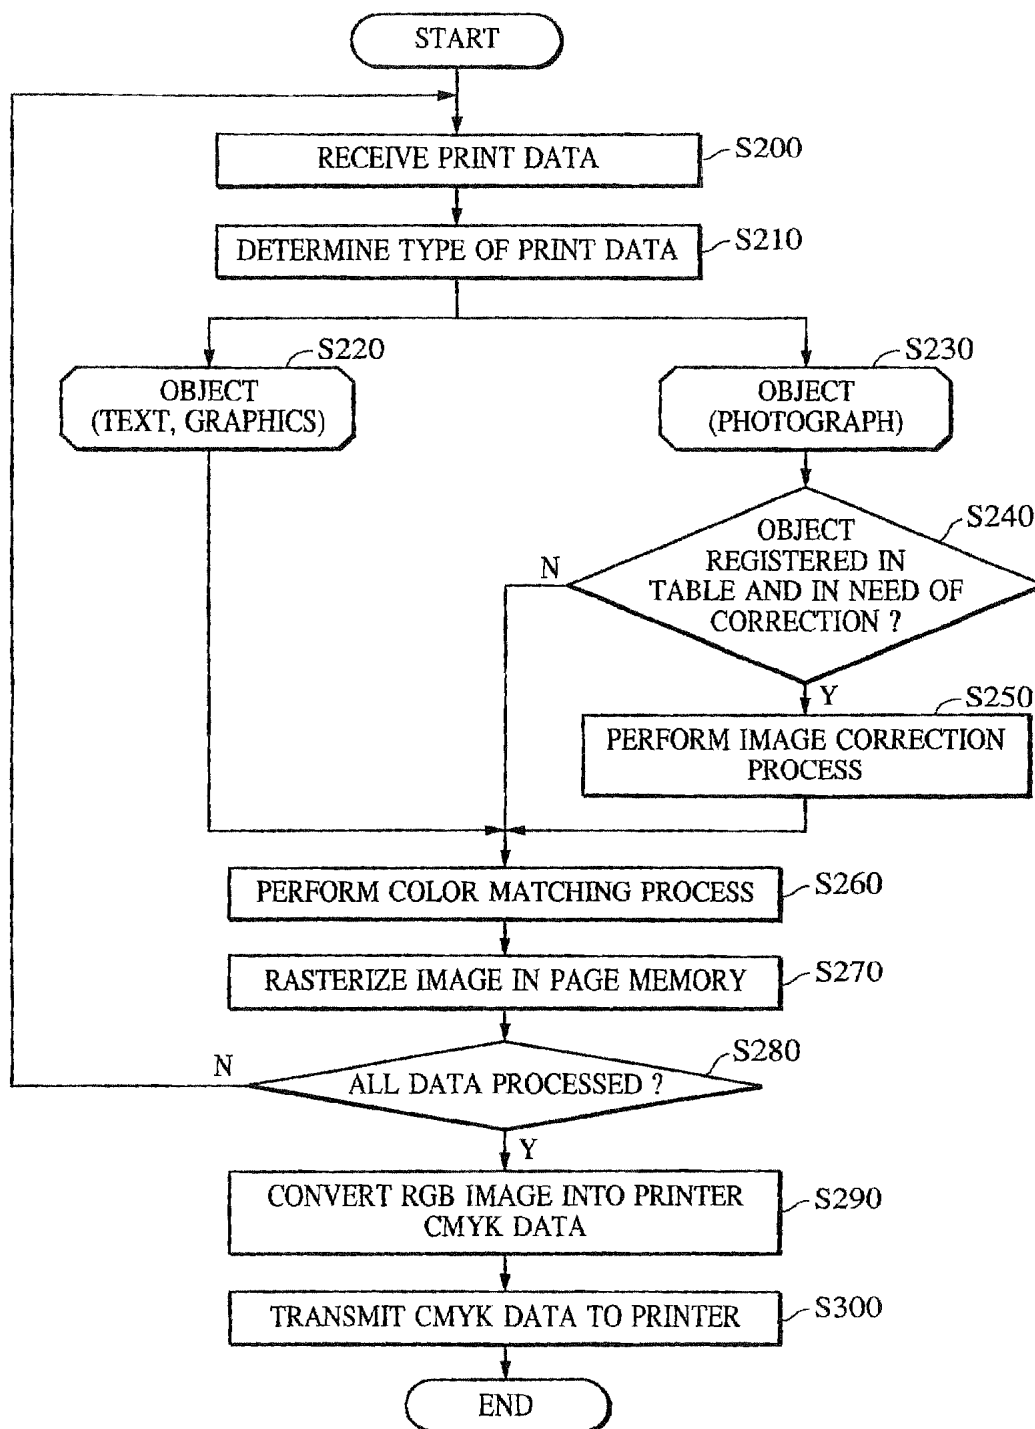 START
RECEIVE PRINT DATA
S200
DETERMINE TYPE OF PRINT DATA
S210
S220
OBJECT
(TEXT, GRAPHICS)
S230
OBJECT
(PHOTOGRAPH)
S240
OBJECT
REGISTERED IN
TABLE AND IN NEED OF
CORRECTION ?
N
Y
S250
PERFORM IMAGE CORRECTION
PROCESS
PERFORM COLOR MATCHING PROCESS
S260
RASTERIZE IMAGE IN PAGE MEMORY
S270
S280
N
ALL DATA PROCESSED ?
Y
CONVERT RGB IMAGE INTO PRINTER
CMYK DATA
S290
TRANSMIT CMYK DATA TO PRINTER
S300
END